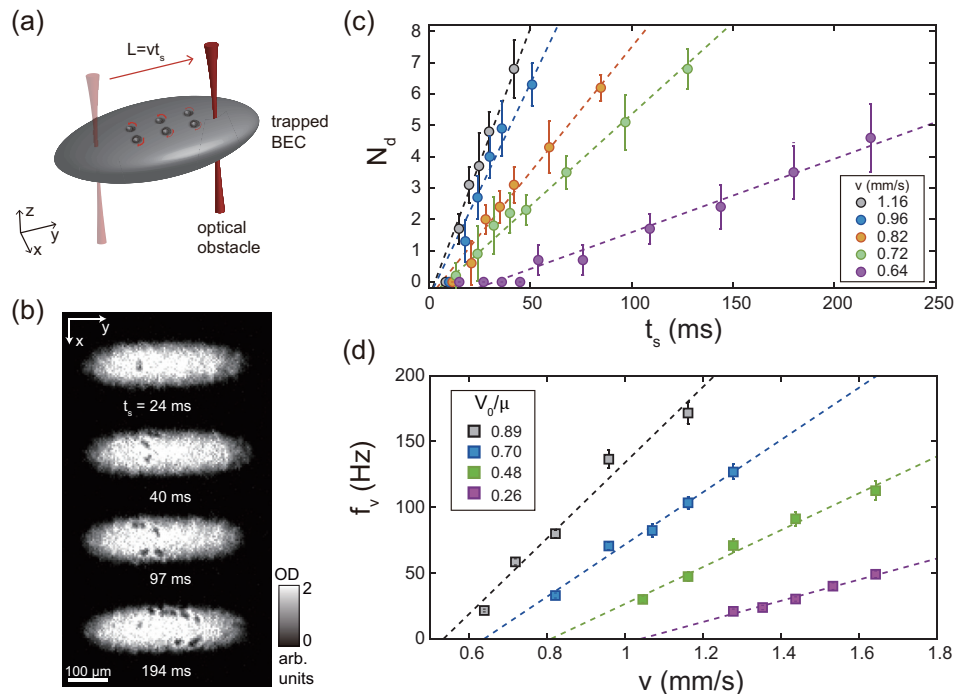 (a)
L=vt_s
trapped
BEC
z
y
x
optical
obstacle
(b)
y
x
t_s = 24 ms
40 ms
97 ms
194 ms
100 µm
OD
2
0
arb.
units
(c)
8
7
6
5
4
3
2
1
0
N_d
0
50
100
150
200
250
t_s (ms)
v (mm/s)
1.16
0.96
0.82
0.72
0.64
(d)
200
150
100
50
0
f_v (Hz)
0.6
0.8
1
1.2
1.4
1.6
1.8
v (mm/s)
V_0/μ
0.89
0.70
0.48
0.26